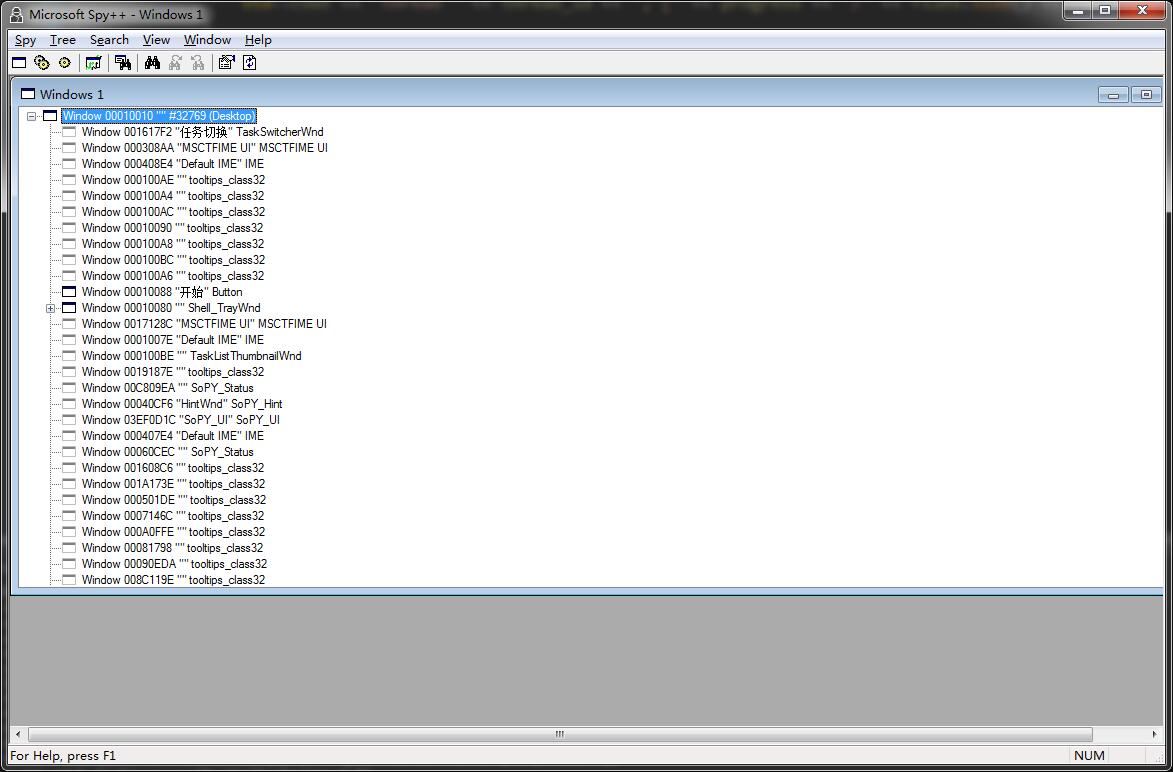 Microsoft Spy++ - Windows 1
Spy Tree Search View Window Help
Windows 1
Window 00010010 "" #32769 (Desktop)
Window 001617F2 "任务切换" TaskSwitcherWnd
Window 000308AA "MSCTFIME UI" MSCTFIME UI
Window 000408E4 "Default IME" IME
Window 000100AE "" tooltips_class32
Window 000100A4 "" tooltips_class32
Window 000100AC "" tooltips_class32
Window 00010090 "" tooltips_class32
Window 000100A8 "" tooltips_class32
Window 000100BC "" tooltips_class32
Window 000100A6 "" tooltips_class32
Window 00010088 "开始" Button
Window 00010080 "" Shell_TrayWnd
Window 0017128C "MSCTFIME UI" MSCTFIME UI
Window 0001007E "Default IME" IME
Window 000100BE "" TaskListThumbnailWnd
Window 0019187E "" tooltips_class32
Window 00C809EA "" SoPY_Status
Window 00040CF6 "HintWnd" SoPY_Hint
Window 03EF0D1C "SoPY_UI" SoPY_UI
Window 000407E4 "Default IME" IME
Window 00060CEC "" SoPY_Status
Window 001608C6 "" tooltips_class32
Window 001A173E "" tooltips_class32
Window 000501DE "" tooltips_class32
Window 0007146C "" tooltips_class32
Window 000A0FFE "" tooltips_class32
Window 00081798 "" tooltips_class32
Window 00090EDA "" tooltips_class32
Window 008C119E "" tooltips_class32
For Help, press F1
NUM